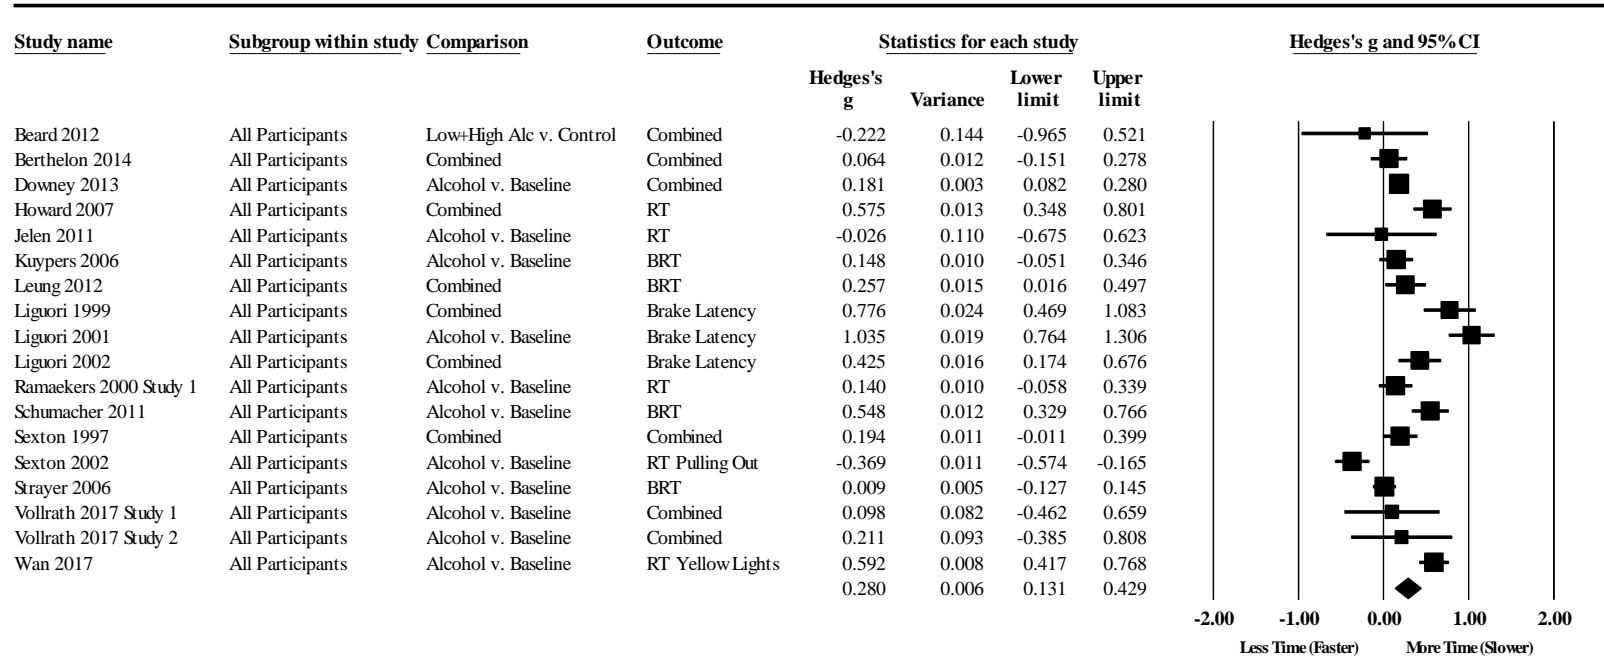 Study name Subgroup within study Comparison Outcome Statistics for each study Hedges's g and 95% CI
Hedges's Lower Upper
g Variance limit limit
Beard 2012 All Participants Low+High Alc v. Control Combined -0.222 0.144 -0.965 0.521
Berthelon 2014 All Participants Combined Combined 0.064 0.012 -0.151 0.278
Downey 2013 All Participants Alcohol v. Baseline Combined 0.181 0.003 0.082 0.280
Howard 2007 All Participants Combined RT 0.575 0.013 0.348 0.801
Jelen 2011 All Participants Alcohol v. Baseline RT -0.026 0.110 -0.675 0.623
Kuypers 2006 All Participants Alcohol v. Baseline BRT 0.148 0.010 -0.051 0.346
Leung 2012 All Participants Combined BRT 0.257 0.015 0.016 0.497
Liguori 1999 All Participants Combined Brake Latency 0.776 0.024 0.469 1.083
Liguori 2001 All Participants Alcohol v. Baseline Brake Latency 1.035 0.019 0.764 1.306
Liguori 2002 All Participants Combined Brake Latency 0.425 0.016 0.174 0.676
Ramaekers 2000 Study 1 All Participants Alcohol v. Baseline RT 0.140 0.010 -0.058 0.339
Schumacher 2011 All Participants Alcohol v. Baseline BRT 0.548 0.012 0.329 0.766
Sexton 1997 All Participants Combined Combined 0.194 0.011 -0.011 0.399
Sexton 2002 All Participants Alcohol v. Baseline RT Pulling Out -0.369 0.011 -0.574 -0.165
Strayer 2006 All Participants Alcohol v. Baseline BRT 0.009 0.005 -0.127 0.145
Vollrath 2017 Study 1 All Participants Alcohol v. Baseline Combined 0.098 0.082 -0.462 0.659
Vollrath 2017 Study 2 All Participants Alcohol v. Baseline Combined 0.211 0.093 -0.385 0.808
Wan 2017 All Participants Alcohol v. Baseline RT Yellow Lights 0.592 0.008 0.417 0.768
0.280 0.006 0.131 0.429
-2.00 -1.00 0.00 1.00 2.00
Less Time (Faster) More Time (Slower)